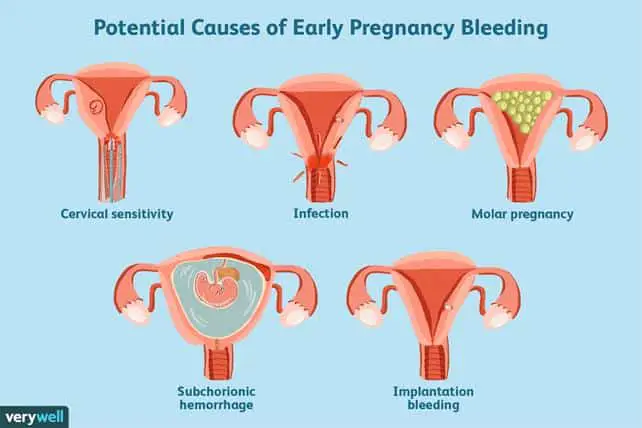 Potential Causes of Early Pregnancy Bleeding
Cervical sensitivity
Infection
Molar pregnancy
Subchorionic
hemorrhage
Implantation
bleeding
verywell